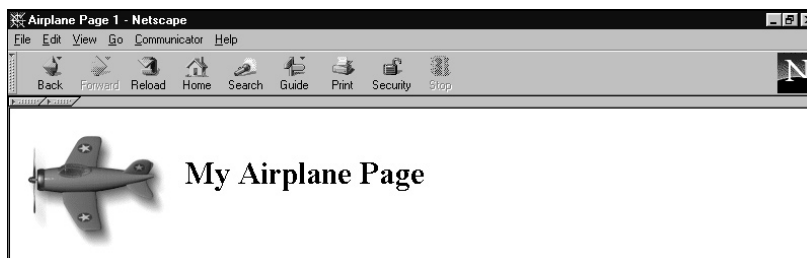 Airplane Page 1 - Netscape
File Edit View Go Communicator Help
Back Forward Reload Home Search Guide Print Security Stop
N
My Airplane Page